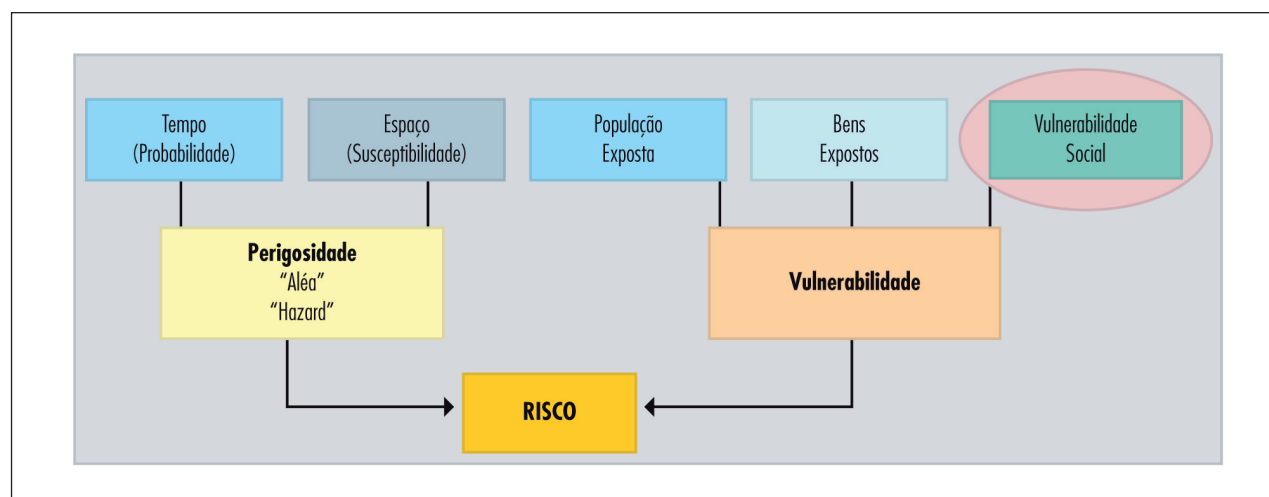 Tempo
(Probabilidade)
Espaço
(Susceptibilidade)
População
Exposta
Bens
Expostos
Vulnerabilidade
Social
Perigosidade
“Aléa”
“Hazard”
Vulnerabilidade
RISCO